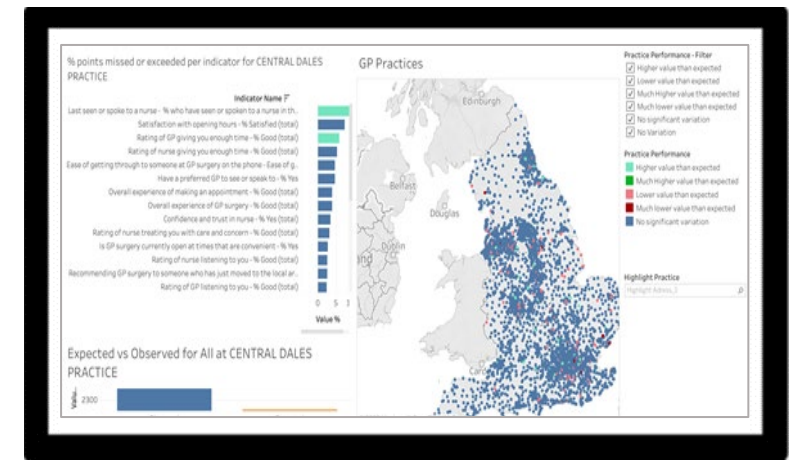 % points missed or exceeded per indicator for CENTRAL DALES
PRACTICE
Indicator Name
Last seen or spoke to a nurse - % who have seen or spoken to a nurse in th..
Satisfaction with opening hours - % Satisfied (total)
Rating of GP giving you enough time - % Good (total)
Rating of nurse giving you enough time - % Good (total)
Ease of getting through to someone at GP surgery on the phone - Ease of g..
Have a preferred GP to see or speak to - % Yes
Overall experience of making an appointment - % Good (total)
Overall experience of GP surgery - % Good (total)
Confidence and trust in nurse - % Yes (total)
Rating of nurse treating you with care and concern - % Good (total)
Is GP surgery currently open at times that are convenient - % Yes
Rating of nurse listening to you - % Good (total)
Recommending GP surgery to someone who has just moved to the local ar..
Rating of GP listening to you - % Good (total)
0 5 1
Value %
Expected vs Observed for All at CENTRAL DALES
PRACTICE
Valu..
2300
GP Practices
Edinburgh
Belfast
Douglas
Dublin
Card
Practice Performance - Filter
Higher value than expected
Lower value than expected
Much Higher value than expected
Much lower value than expected
No significant variation
No Variation
Practice Performance
Higher value than expected
Much Higher value than expected
Lower value than expected
Much lower value than expected
No significant variation
Highlight Practice